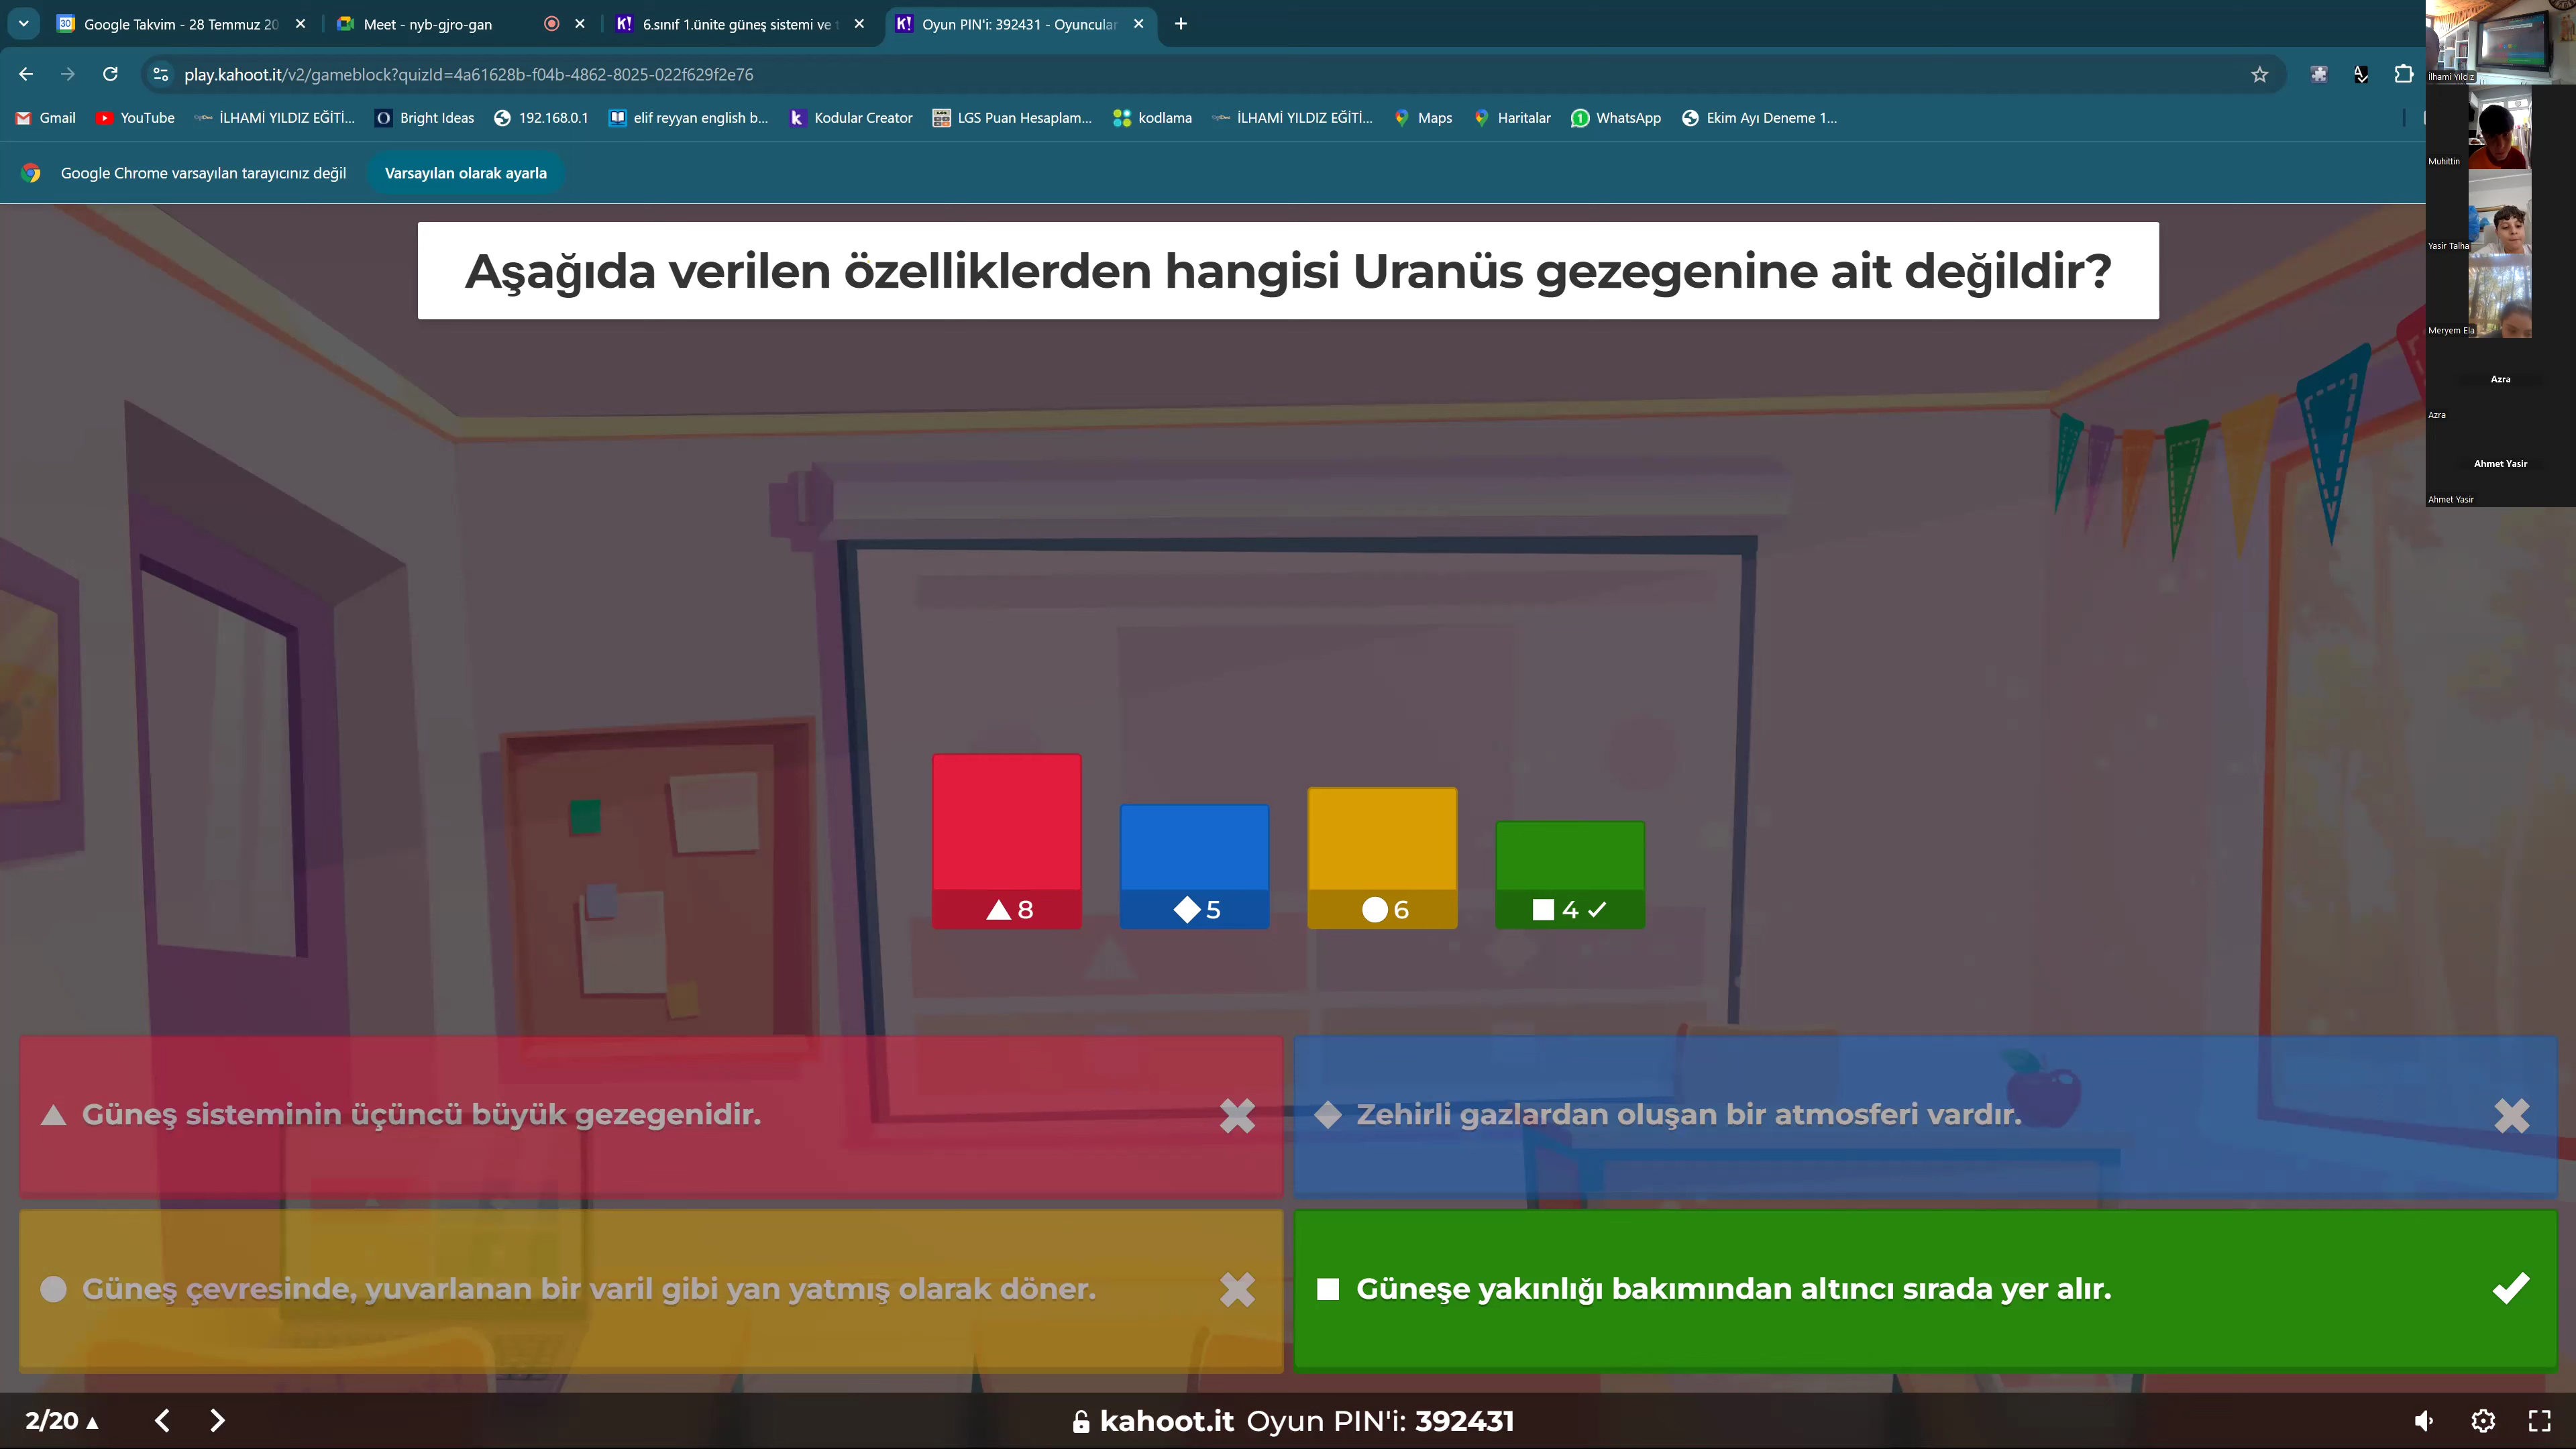 Google Takvim - 28 Temmuz 20
Meet - nyb-gjro-gan
6.sınıf 1.ünite güneş sistemi ve t
Oyun PIN'i: 392431 - Oyuncular
play.kahoot.it/v2/gameblock?quizId=4a61628b-f04b-4862-8025-022f629f2e76
Gmail
YouTube
İLHAMİ YILDIZ EĞİTİ...
Bright Ideas
192.168.0.1
elif reyyan english b...
Kodular Creator
LGS Puan Hesaplam...
kodlama
İLHAMİ YILDIZ EĞİTİ...
Maps
Haritalar
WhatsApp
Ekim Ayı Deneme 1...
Google Chrome varsayılan tarayıcınız değil
Varsayılan olarak ayarla
İlhami Yıldız
Muhittin
Yasir Talha
Meryem Ela
Azra
Azra
Ahmet Yasir
Ahmet Yasir
Aşağıda verilen özelliklerden hangisi Uranüs gezegenine ait değildir?
8
5
6
4
Güneş sisteminin üçüncü büyük gezegenidir.
Zehirli gazlardan oluşan bir atmosferi vardır.
Güneş çevresinde, yuvarlanan bir varil gibi yan yatmış olarak döner.
Güneşe yakınlığı bakımından altıncı sırada yer alır.
2/20
kahoot.it Oyun PIN'i: 392431